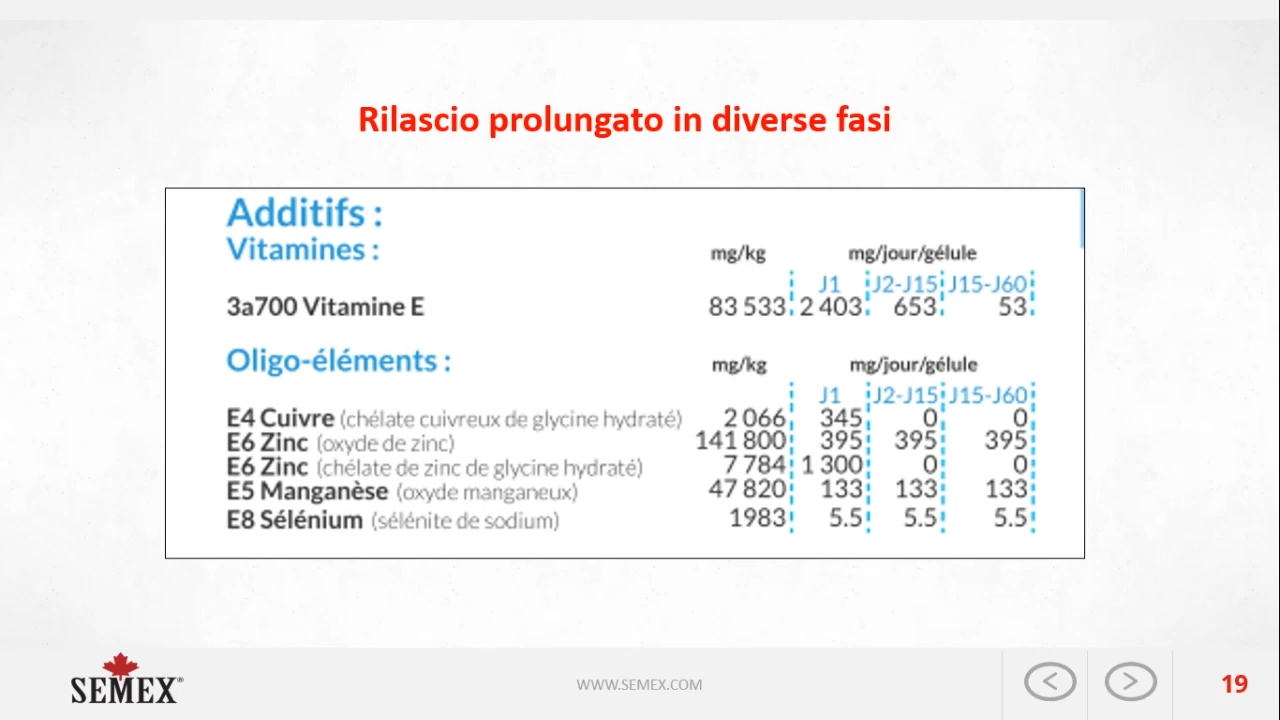 Rilascio prolungato in diverse fasi
Additifs :
Vitamines :
mg/kg mg/jour/gélule
J1 J2-J15 J15-J60
3a700 Vitamine E 83 533 2 403 653 53
Oligo-éléments :
mg/kg mg/jour/gélule
J1 J2-J15 J15-J60
E4 Cuivre (chélate cuivreux de glycine hydraté) 2 066 345 0 0
E6 Zinc (oxyde de zinc) 141 800 395 395 395
E6 Zinc (chélate de zinc de glycine hydraté) 7 784 1 300 0 0
E5 Manganèse (oxyde manganeux) 47 820 133 133 133
E8 Sélénium (sélénite de sodium) 1983 5.5 5.5 5.5
SEMEX®
WWW.SEMEX.COM
19